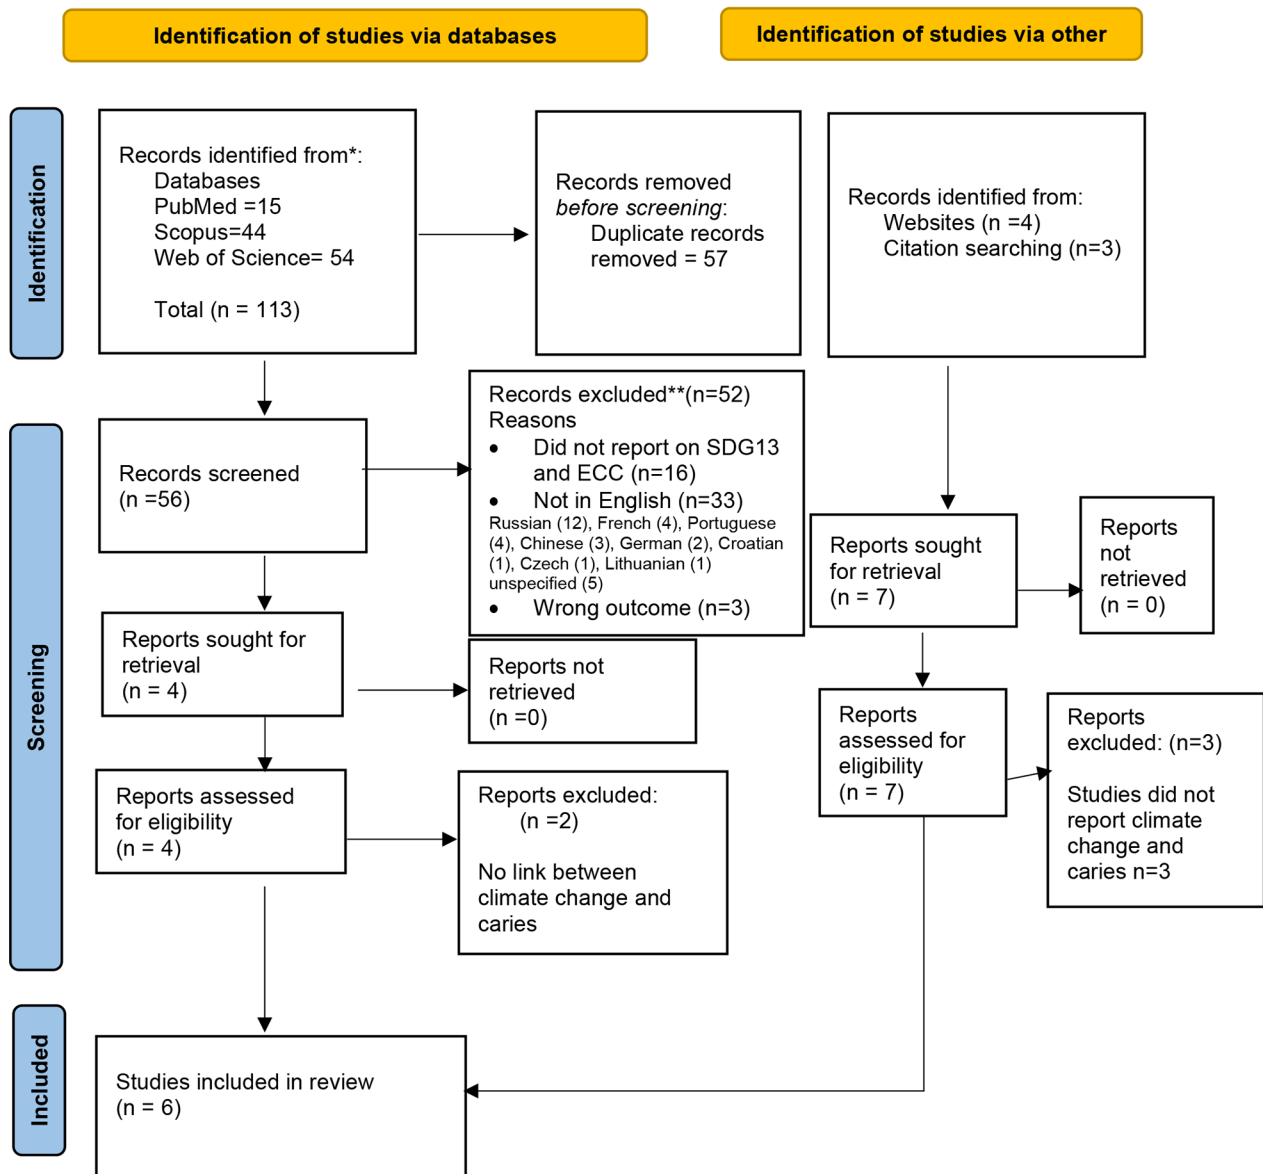 Identification of studies via databases
Identification of studies via other
Identification
Records identified from*:
Databases
PubMed =15
Scopus=44
Web of Science= 54
Total (n = 113)
Records removed
before screening:
Duplicate records
removed = 57
Records identified from:
Websites (n =4)
Citation searching (n=3)
Screening
Records screened
(n =56)
Records excluded**(n=52)
Reasons
• Did not report on SDG13
and ECC (n=16)
• Not in English (n=33)
Russian (12), French (4), Portuguese
(4), Chinese (3), German (2), Croatian
(1), Czech (1), Lithuanian (1)
unspecified (5)
• Wrong outcome (n=3)
Reports sought for
retrieval
(n = 4)
Reports not
retrieved
(n =0)
Reports assessed
for eligibility
(n = 4)
Reports excluded:
(n =2)
No link between
climate change and
caries
Reports sought
for retrieval
(n = 7)
Reports
not
retrieved
(n = 0)
Reports
assessed for
eligibility
(n = 7)
Reports
excluded: (n=3)
Studies did not
report climate
change and
caries n=3
Included
Studies included in review
(n = 6)